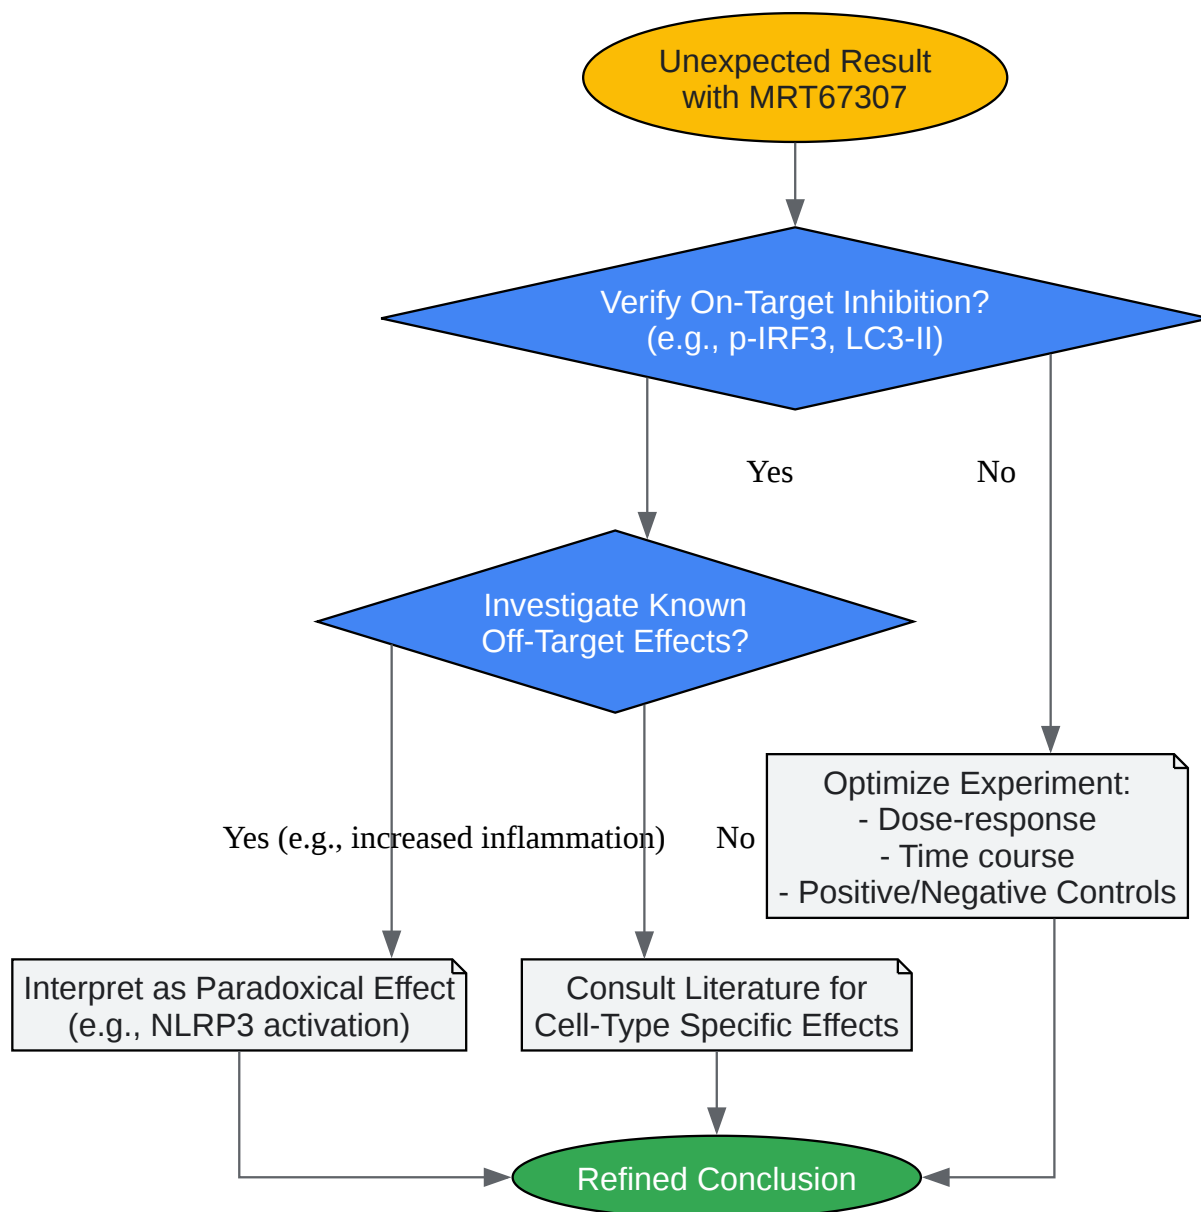 Unexpected Result
with MRT67307
Verify On-Target Inhibition?
(e.g., p-IRF3, LC3-II)
Yes
No
Investigate Known
Off-Target Effects?
Optimize Experiment:
- Dose-response
- Time course
- Positive/Negative Controls
Yes (e.g., increased inflammation)
No
Interpret as Paradoxical Effect
(e.g., NLRP3 activation)
Consult Literature for
Cell-Type Specific Effects
Refined Conclusion